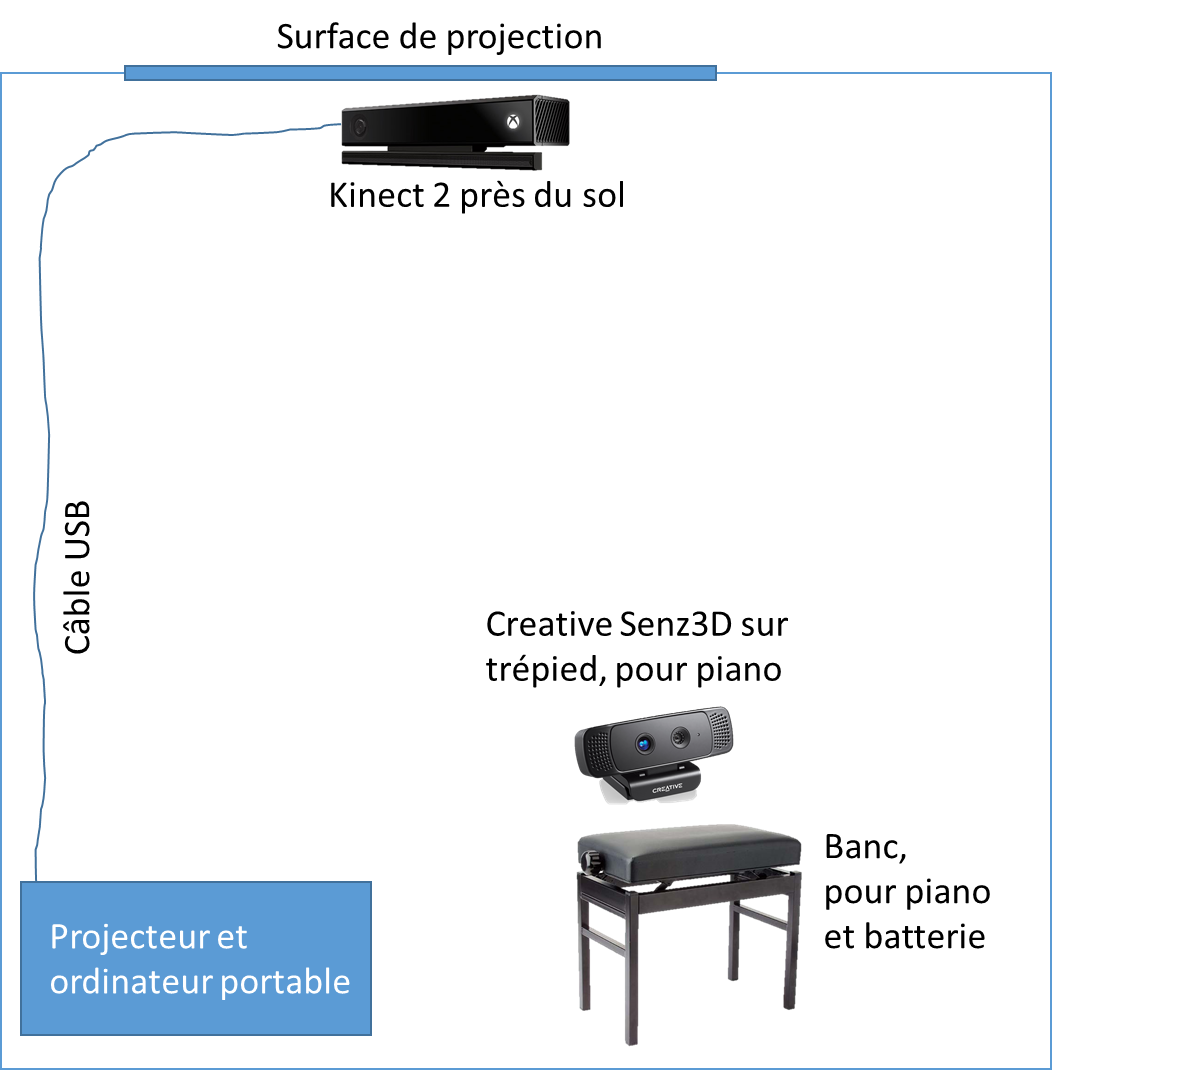 Surface de projection
Kinect 2 près du sol
Câble USB
Creative Senz3D sur
trépied, pour piano
CREATIVE
Banc,
pour piano
et batterie
Projecteur et
ordinateur portable